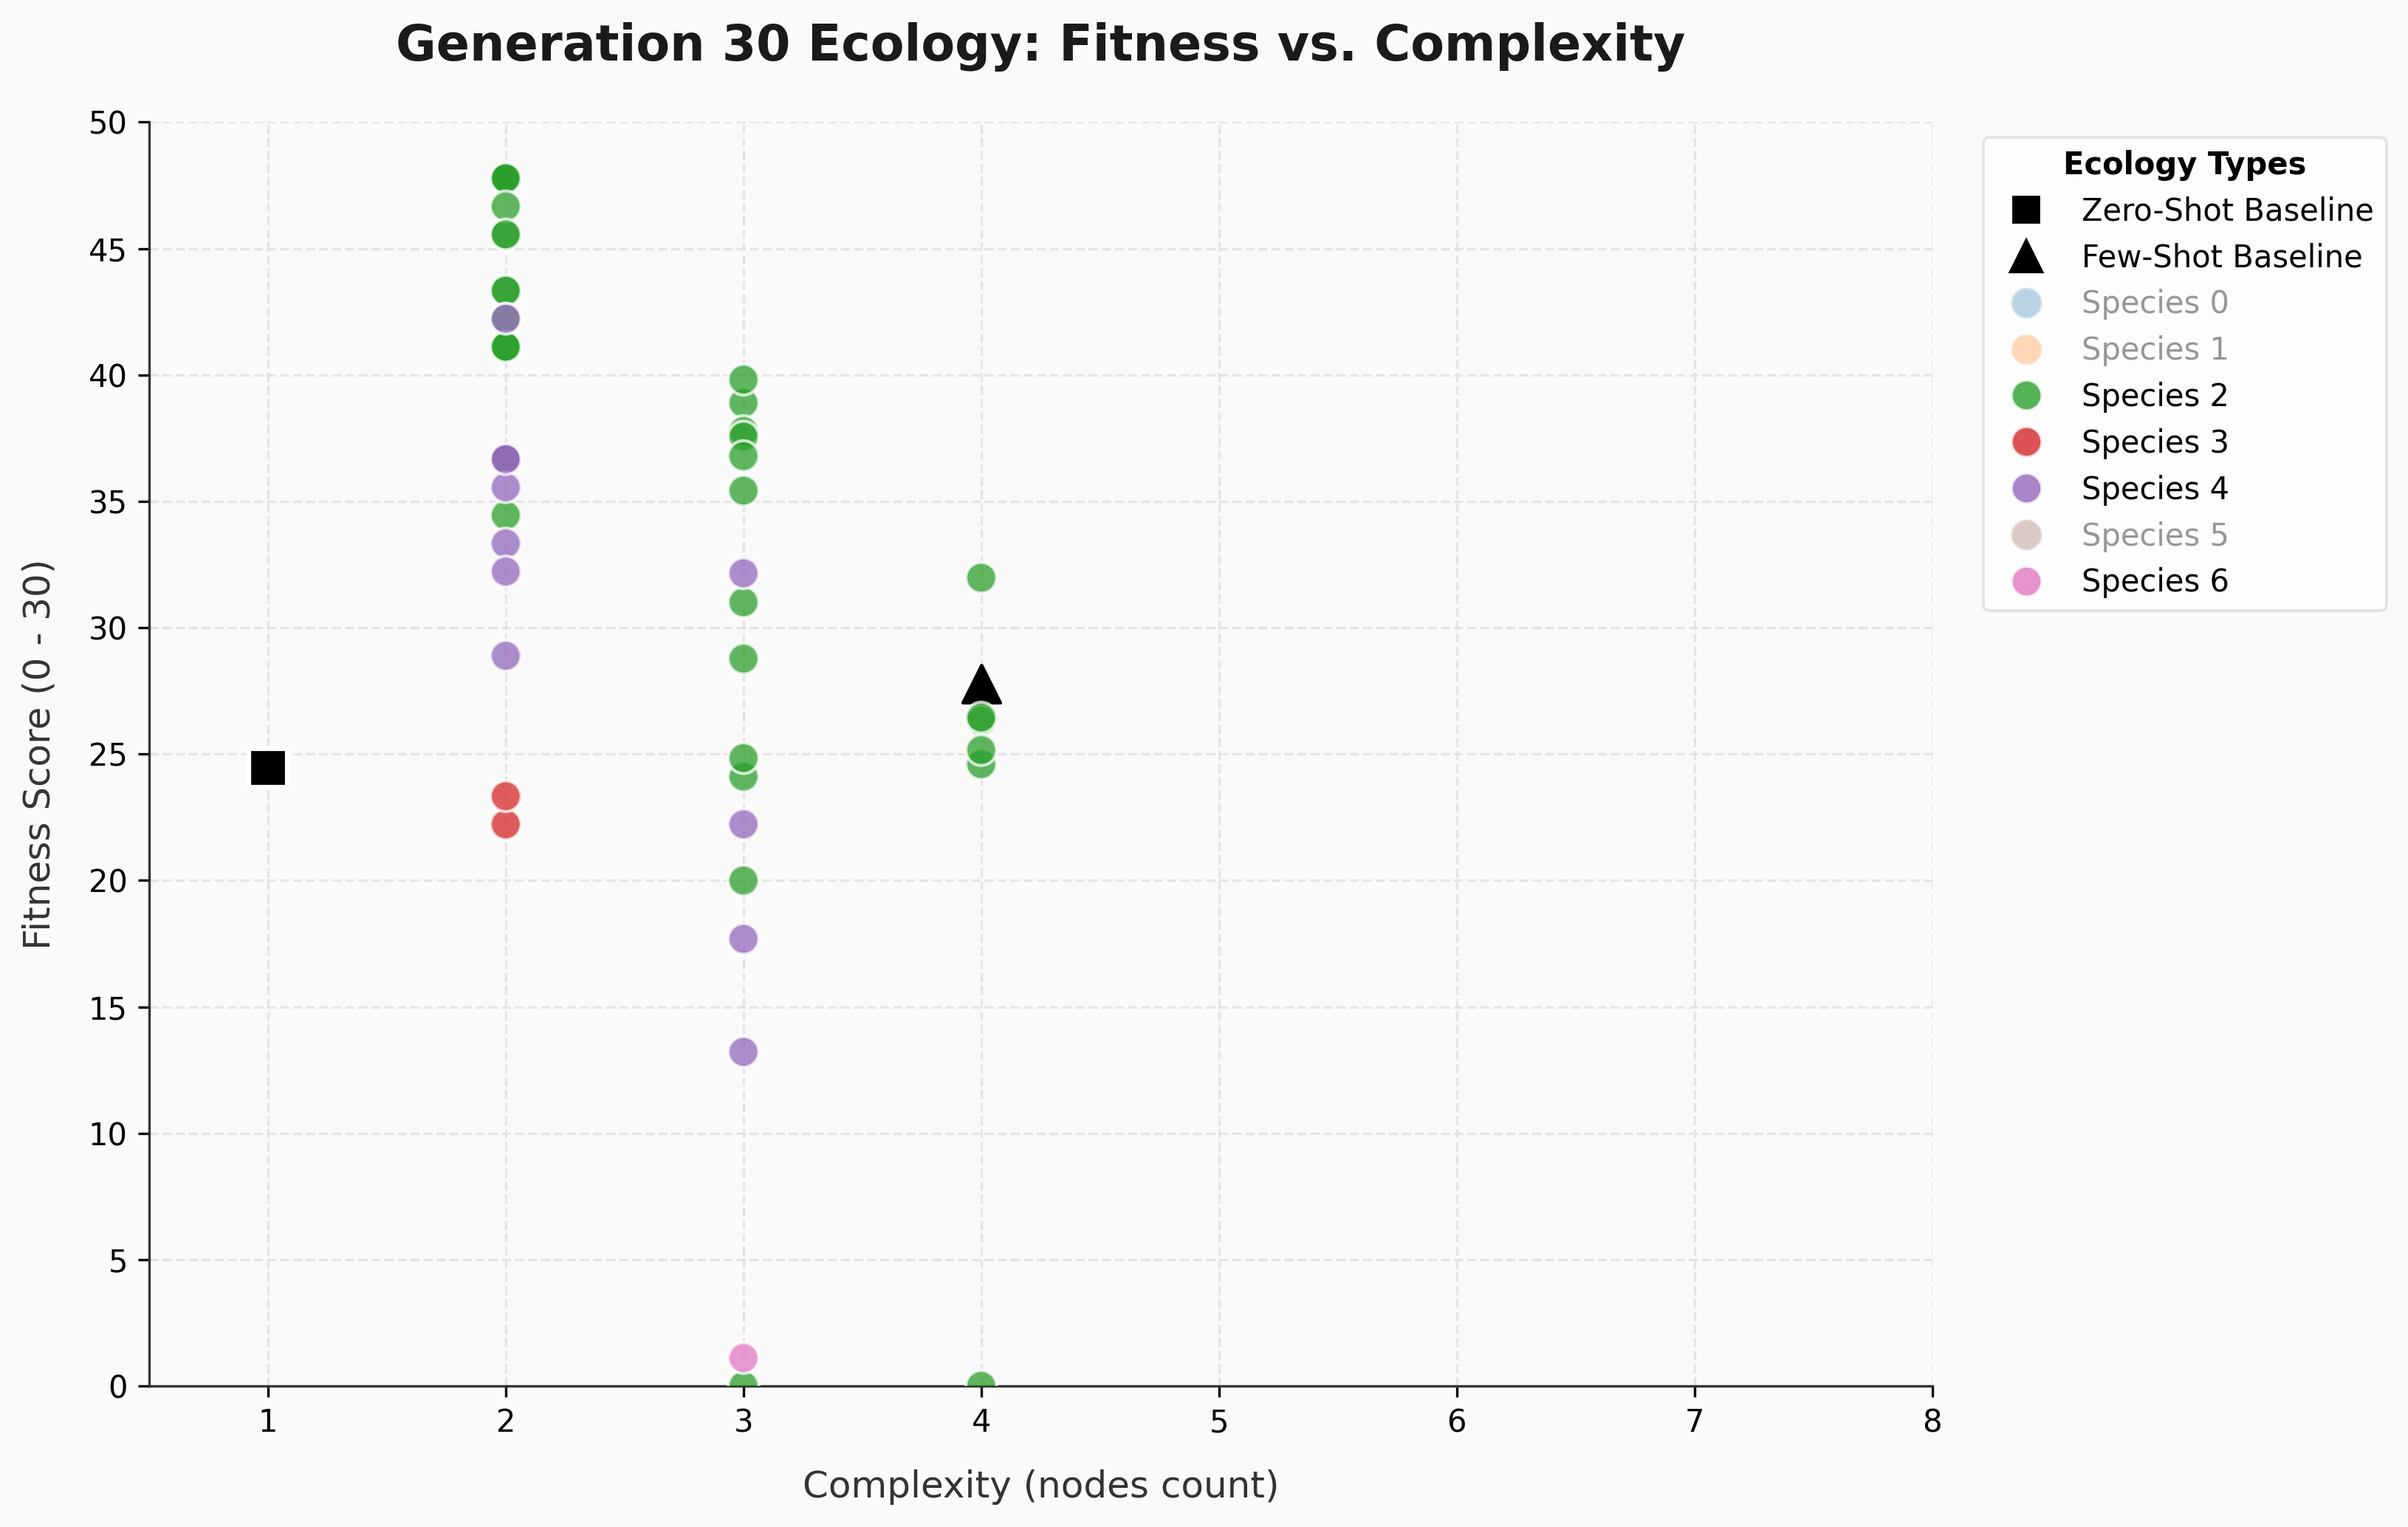 Generation 30 Ecology: Fitness vs. Complexity
50
45
40
35
30
25
20
15
10
5
0
Fitness Score (0 - 30)
1 2 3 4 5 6 7 8
Complexity (nodes count)
Ecology Types
Zero-Shot Baseline
Few-Shot Baseline
Species 0
Species 1
Species 2
Species 3
Species 4
Species 5
Species 6